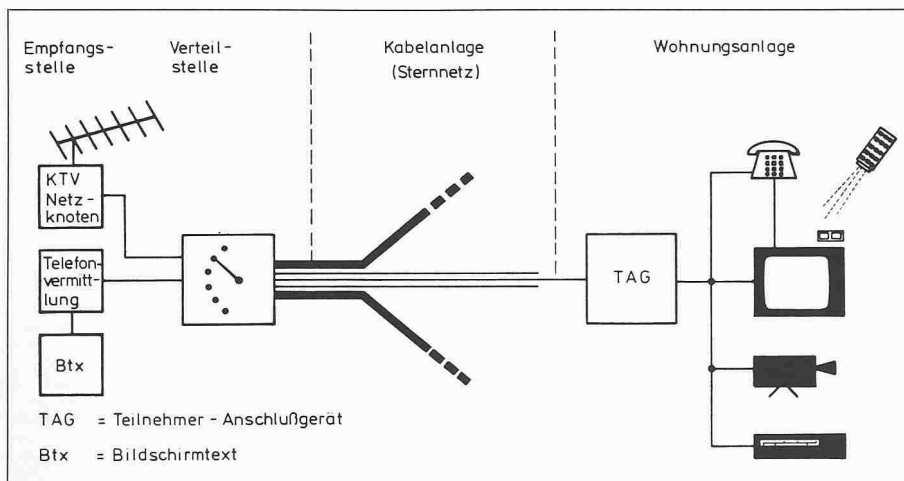 Empfangs-
stelle
Verteil-
stelle
Kabelanlage
(Sternnetz)
Wohnungsanlage
KTV
Netz-
knoten
Telefon-
vermitt-
lung
Btx
TAG
TAG = Teilnehmer - Anschlußgerät
Btx = Bildschirmtext